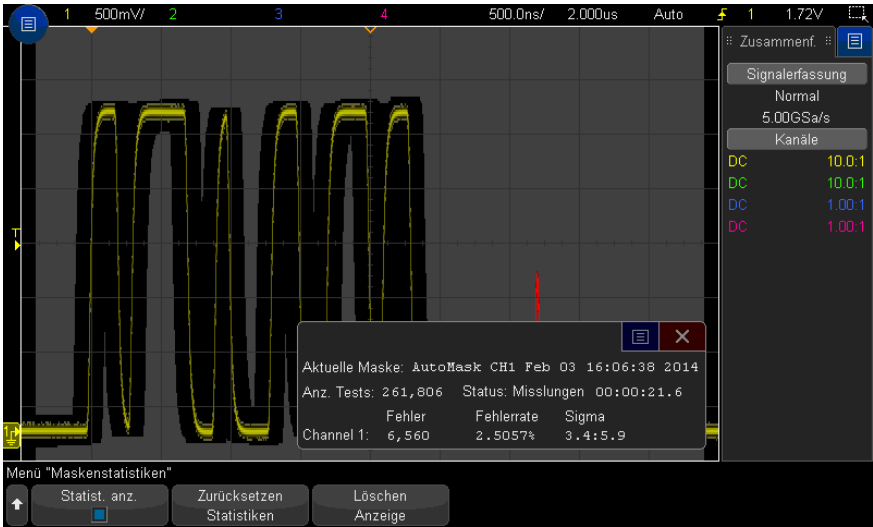 1 500mV/ 2 3 4 500.0ns/ 2.000us Auto 1 1.72V
Zusammenf.
Signalerfassung
Normal
5.00GSa/s
Kanäle
DC 10.0:1
DC 10.0:1
DC 1.00:1
DC 1.00:1
T
1
Aktuelle Maske: AutoMask CH1 Feb 03 16:06:38 2014
Anz. Tests: 261,806 Status: Misslungen 00:00:21.6
Fehler Fehlerrate Sigma
Channel 1: 6,560 2.5057% 3.4:5.9
Menü "Maskenstatistiken"
Statist. anz.
Zurücksetzen
Statistiken
Löschen
Anzeige